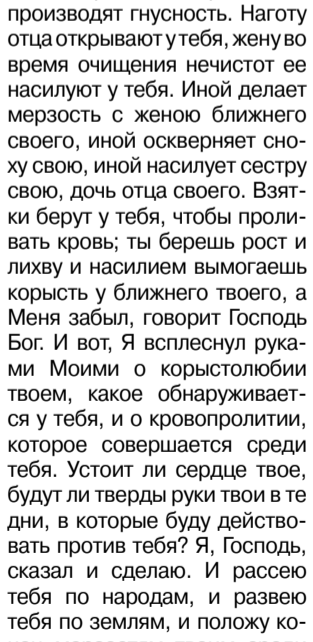 производят гнусность. Наготу
отца открывают у тебя, жену во
время очищения нечистот ее
насилуют у тебя. Иной делает
мерзость с женою ближнего
своего, иной оскверняет сно-
ху свою, иной насилует сестру
свою, дочь отца своего. Взят-
ки берут у тебя, чтобы проли-
вать кровь; ты берешь рост и
лихву и насилием вымогаешь
корысть у ближнего твоего, а
Меня забыл, говорит Господь
Бог. И вот, Я всплеснул рука-
ми Моими о корыстолюбии
твоем, какое обнаруживает-
ся у тебя, и о кровопролитии,
которое совершается среди
тебя. Устоит ли сердце твое,
будут ли тверды руки твои в те
дни, в которые буду действо-
вать против тебя? Я, Господь,
сказал и сделаю. И рассею
тебя по народам, и развею
тебя по землям, и положу ко-